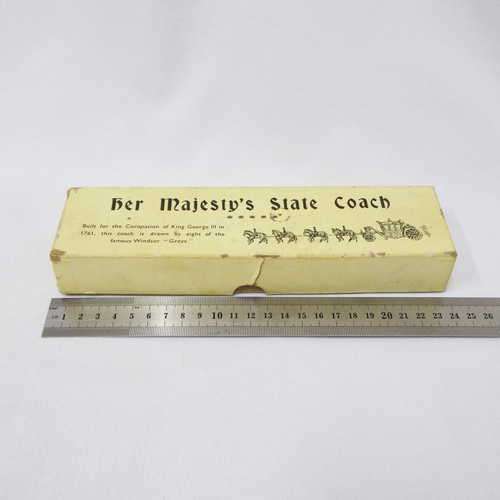 Her Majesty's State Coach
Built for the Coronation of King George III in
1761, this coach is drawn by eight of the
famous Windsor "Greys"
1 2 3 4 5 6 7 8 9 10 11 12 13 14 15 16 17 18 19 20 21 22 23 24 25 26